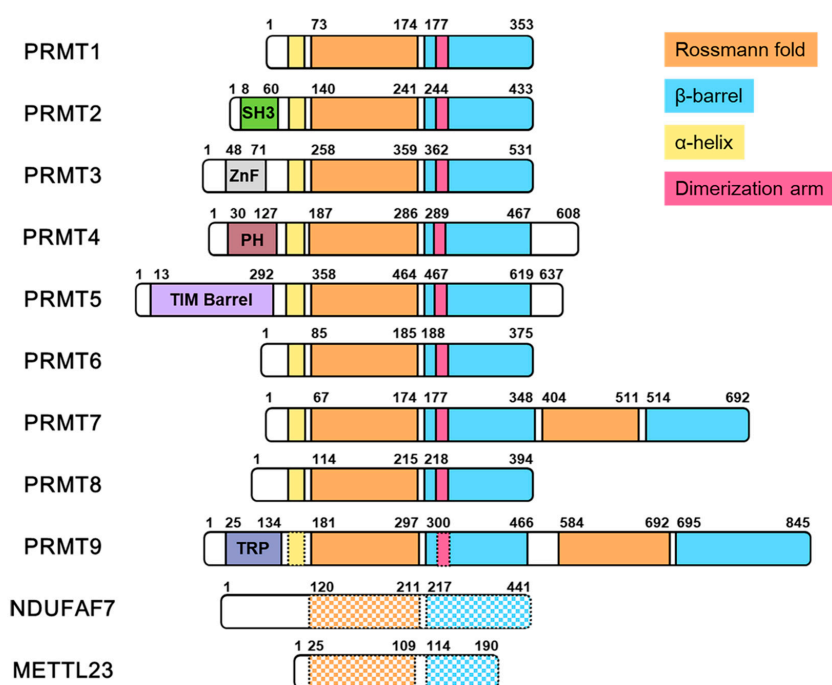 1 73 174 177 353
PRMT1
Rossmann fold
1 8 60 140 241 244 433
PRMT2 SH3
β-barrel
1 48 71 258 359 362 531
PRMT3 ZnF
α-helix
Dimerization arm
1 30 127 187 286 289 467 608
PRMT4 PH
1 13 292 358 464 467 619 637
PRMT5 TIM Barrel
1 85 185 188 375
PRMT6
1 67 174 177 348 404 511 514 692
PRMT7
1 114 215 218 394
PRMT8
1 25 134 181 297 300 466 584 692 695 845
PRMT9 TRP
1 120 211 217 441
NDUFAF7
1 25 109 114 190
METTL23